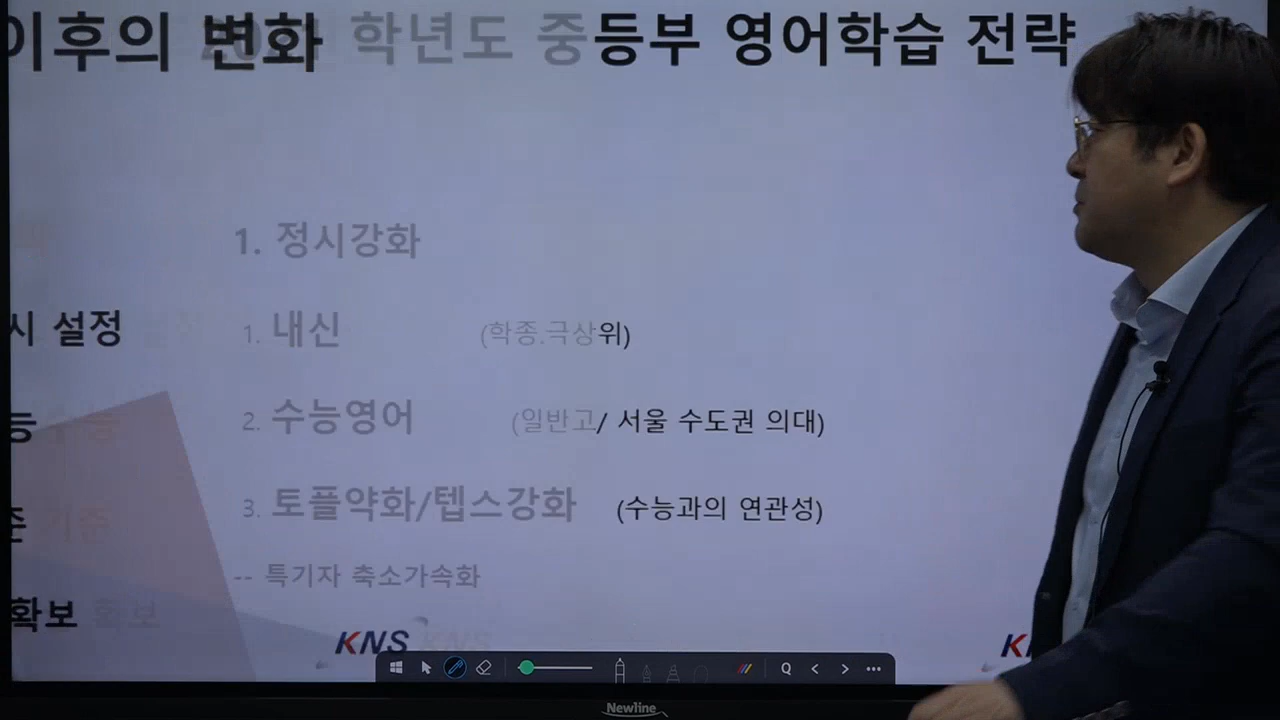 이후의 변화
학년도 중등부 영어학습 전략
1. 정시강화
시 설정
1. 내신 (학종.극상위)
2. 수능영어 (일반고/ 서울 수도권 의대)
능
3. 토플약화/텝스강화 (수능과의 연관성)
준
-- 특기자 축소가속화
확보
KNS
Newline